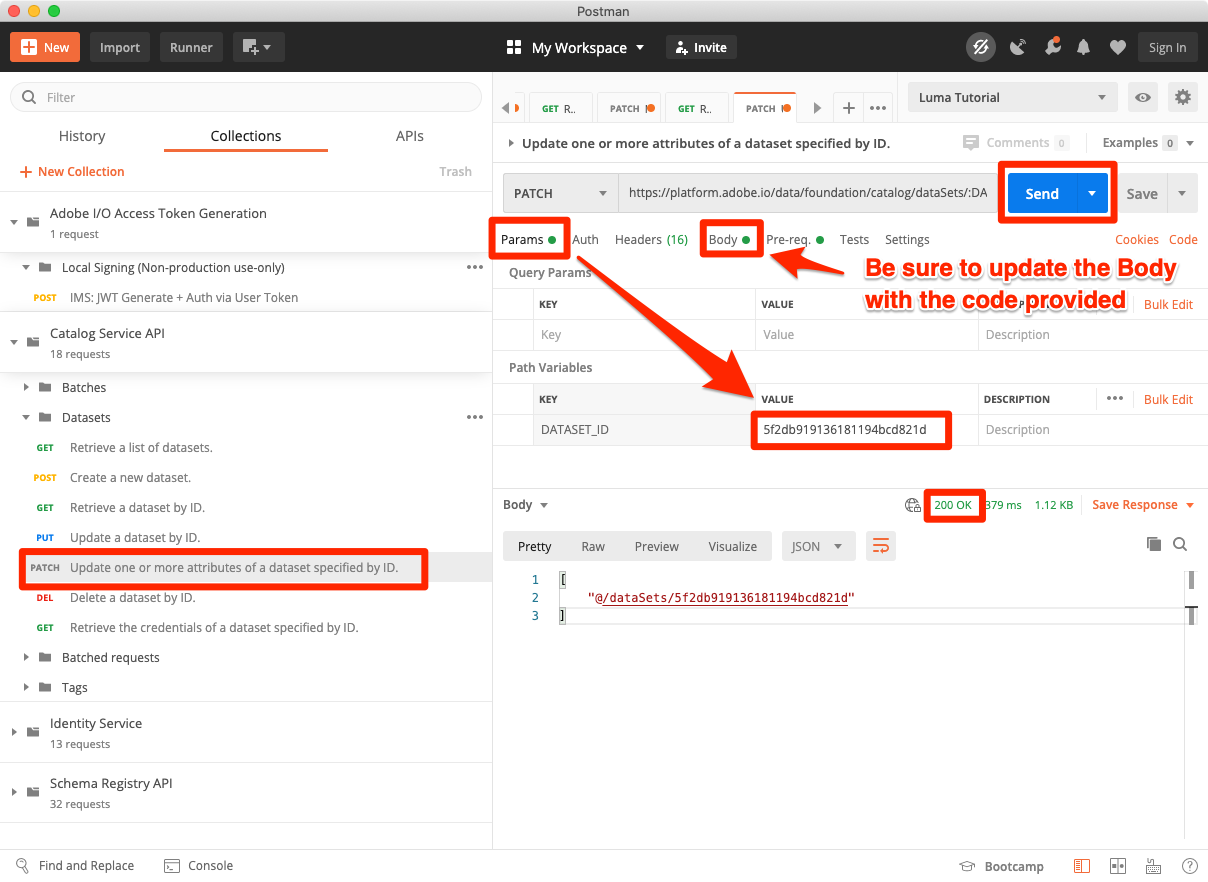 Postman
New
Import
Runner
My Workspace
Invite
Sign In
Filter
History
Collections
APIs
New Collection
Trash
Adobe I/O Access Token Generation
1 request
Local Signing (Non-production use-only)
POST IMS: JWT Generate + Auth via User Token
Catalog Service API
18 requests
Batches
Datasets
GET Retrieve a list of datasets.
POST Create a new dataset.
GET Retrieve a dataset by ID.
PUT Update a dataset by ID.
PATCH Update one or more attributes of a dataset specified by ID.
DEL Delete a dataset by ID.
GET Retrieve the credentials of a dataset specified by ID.
Batched requests
Tags
Identity Service
13 requests
Schema Registry API
32 requests
GET R..
PATCH
GET R..
PATCH
Luma Tutorial
Update one or more attributes of a dataset specified by ID.
Comments 0
Examples 0
PATCH
https://platform.adobe.io/data/foundation/catalog/dataSets/:DA
Send
Save
Params
Auth
Headers (16)
Body
Pre-req.
Tests
Settings
Cookies
Code
Be sure to update the Body
with the code provided
Query Params
KEY
VALUE
Bulk Edit
Key
Value
Description
Path Variables
KEY
VALUE
DESCRIPTION
Bulk Edit
DATASET_ID
5f2db919136181194bcd821d
Description
Body
200 OK
379 ms
1.12 KB
Save Response
Pretty
Raw
Preview
Visualize
JSON
1 [
2 "@/dataSets/5f2db919136181194bcd821d"
3 ]
Find and Replace
Console
Bootcamp